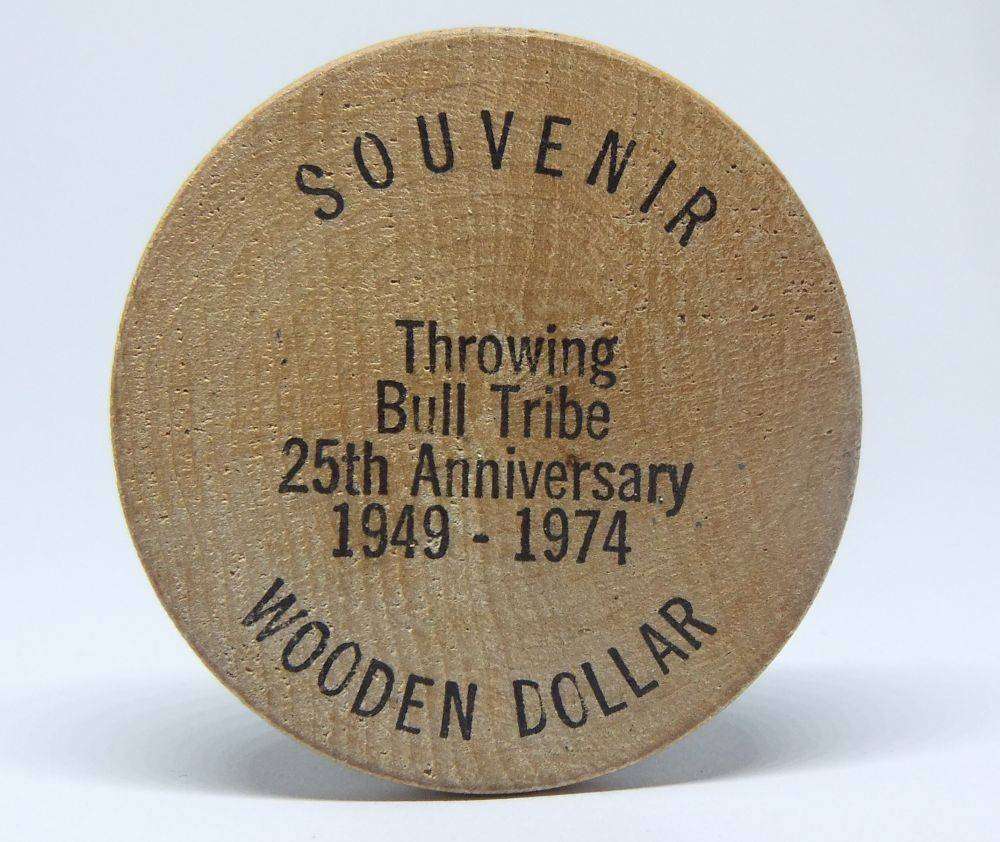 SOUVENIR
Throwing
Bull Tribe
25th Anniversary
1949 - 1974
WOODEN DOLLAR